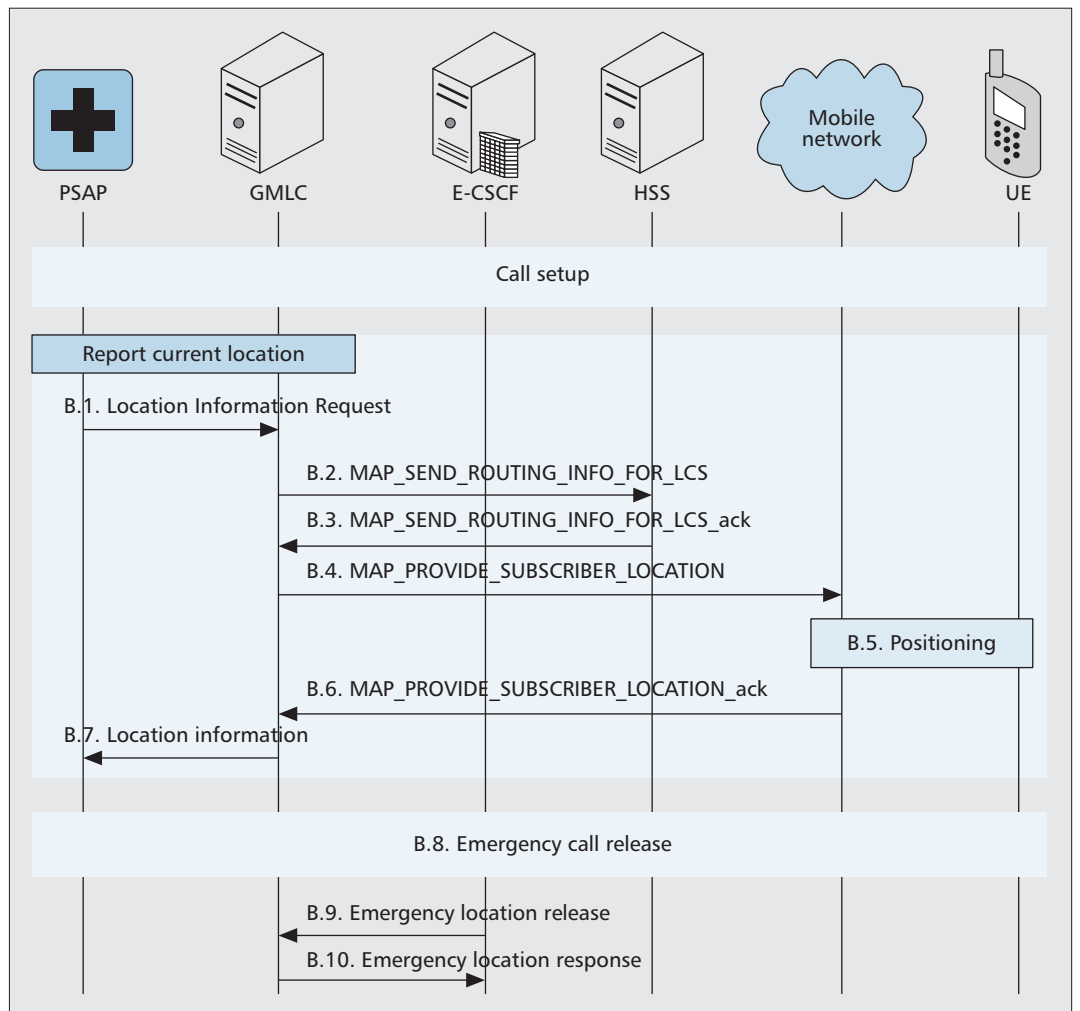 Mobile
network
PSAP
GMLC
E-CSCF
HSS
UE
Call setup
Report current location
B.1. Location Information Request
B.2. MAP_SEND_ROUTING_INFO_FOR_LCS
B.3. MAP_SEND_ROUTING_INFO_FOR_LCS_ack
B.4. MAP_PROVIDE_SUBSCRIBER_LOCATION
B.5. Positioning
B.6. MAP_PROVIDE_SUBSCRIBER_LOCATION_ack
B.7. Location information
B.8. Emergency call release
B.9. Emergency location release
B.10. Emergency location response